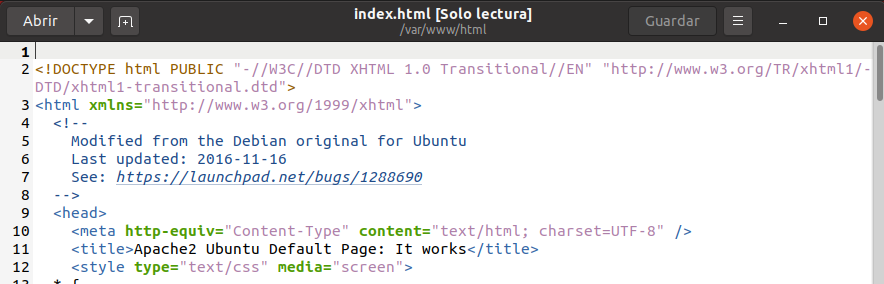 Abrir
index.html [Solo lectura]
/var/www/html
Guardar
1
2 <!DOCTYPE html PUBLIC "-//W3C//DTD XHTML 1.0 Transitional//EN" "http://www.w3.org/TR/xhtml1/-
DTD/xhtml1-transitional.dtd">
3 <html xmlns="http://www.w3.org/1999/xhtml">
4 <!--
5 Modified from the Debian original for Ubuntu
6 Last updated: 2016-11-16
7 See: https://launchpad.net/bugs/1288690
8 -->
9 <head>
10 <meta http-equiv="Content-Type" content="text/html; charset=UTF-8" />
11 <title>Apache2 Ubuntu Default Page: It works</title>
12 <style type="text/css" media="screen">
13 * {